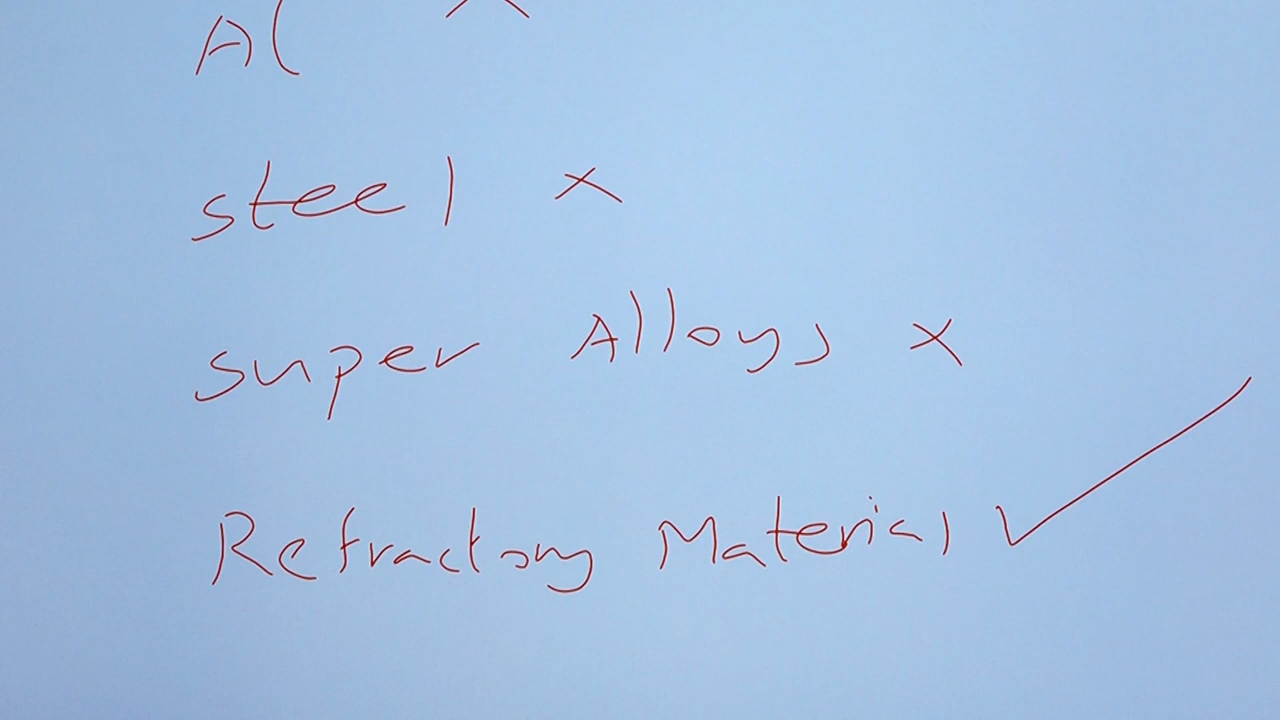 Al x
steel x
super Alloys x
Refractory Material ✓